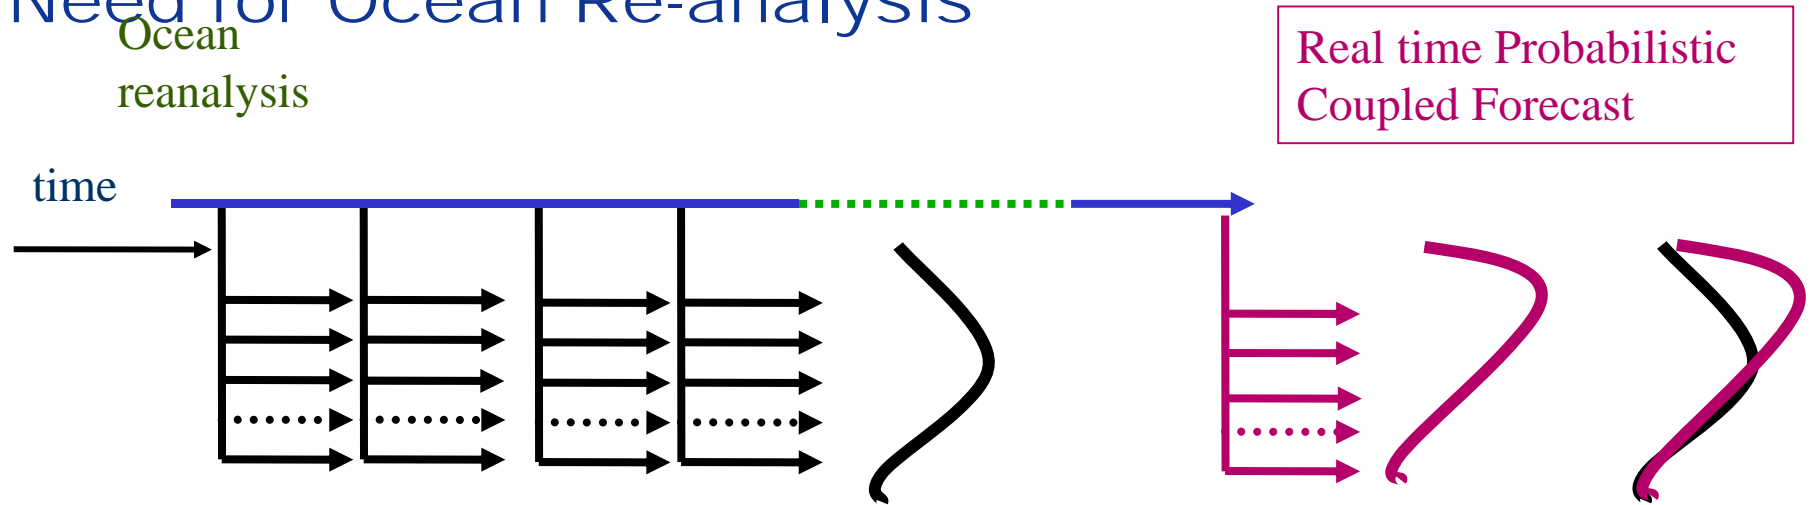 Need for Ocean Re-analysis
Ocean
reanalysis
Real time Probabilistic
Coupled Forecast
time